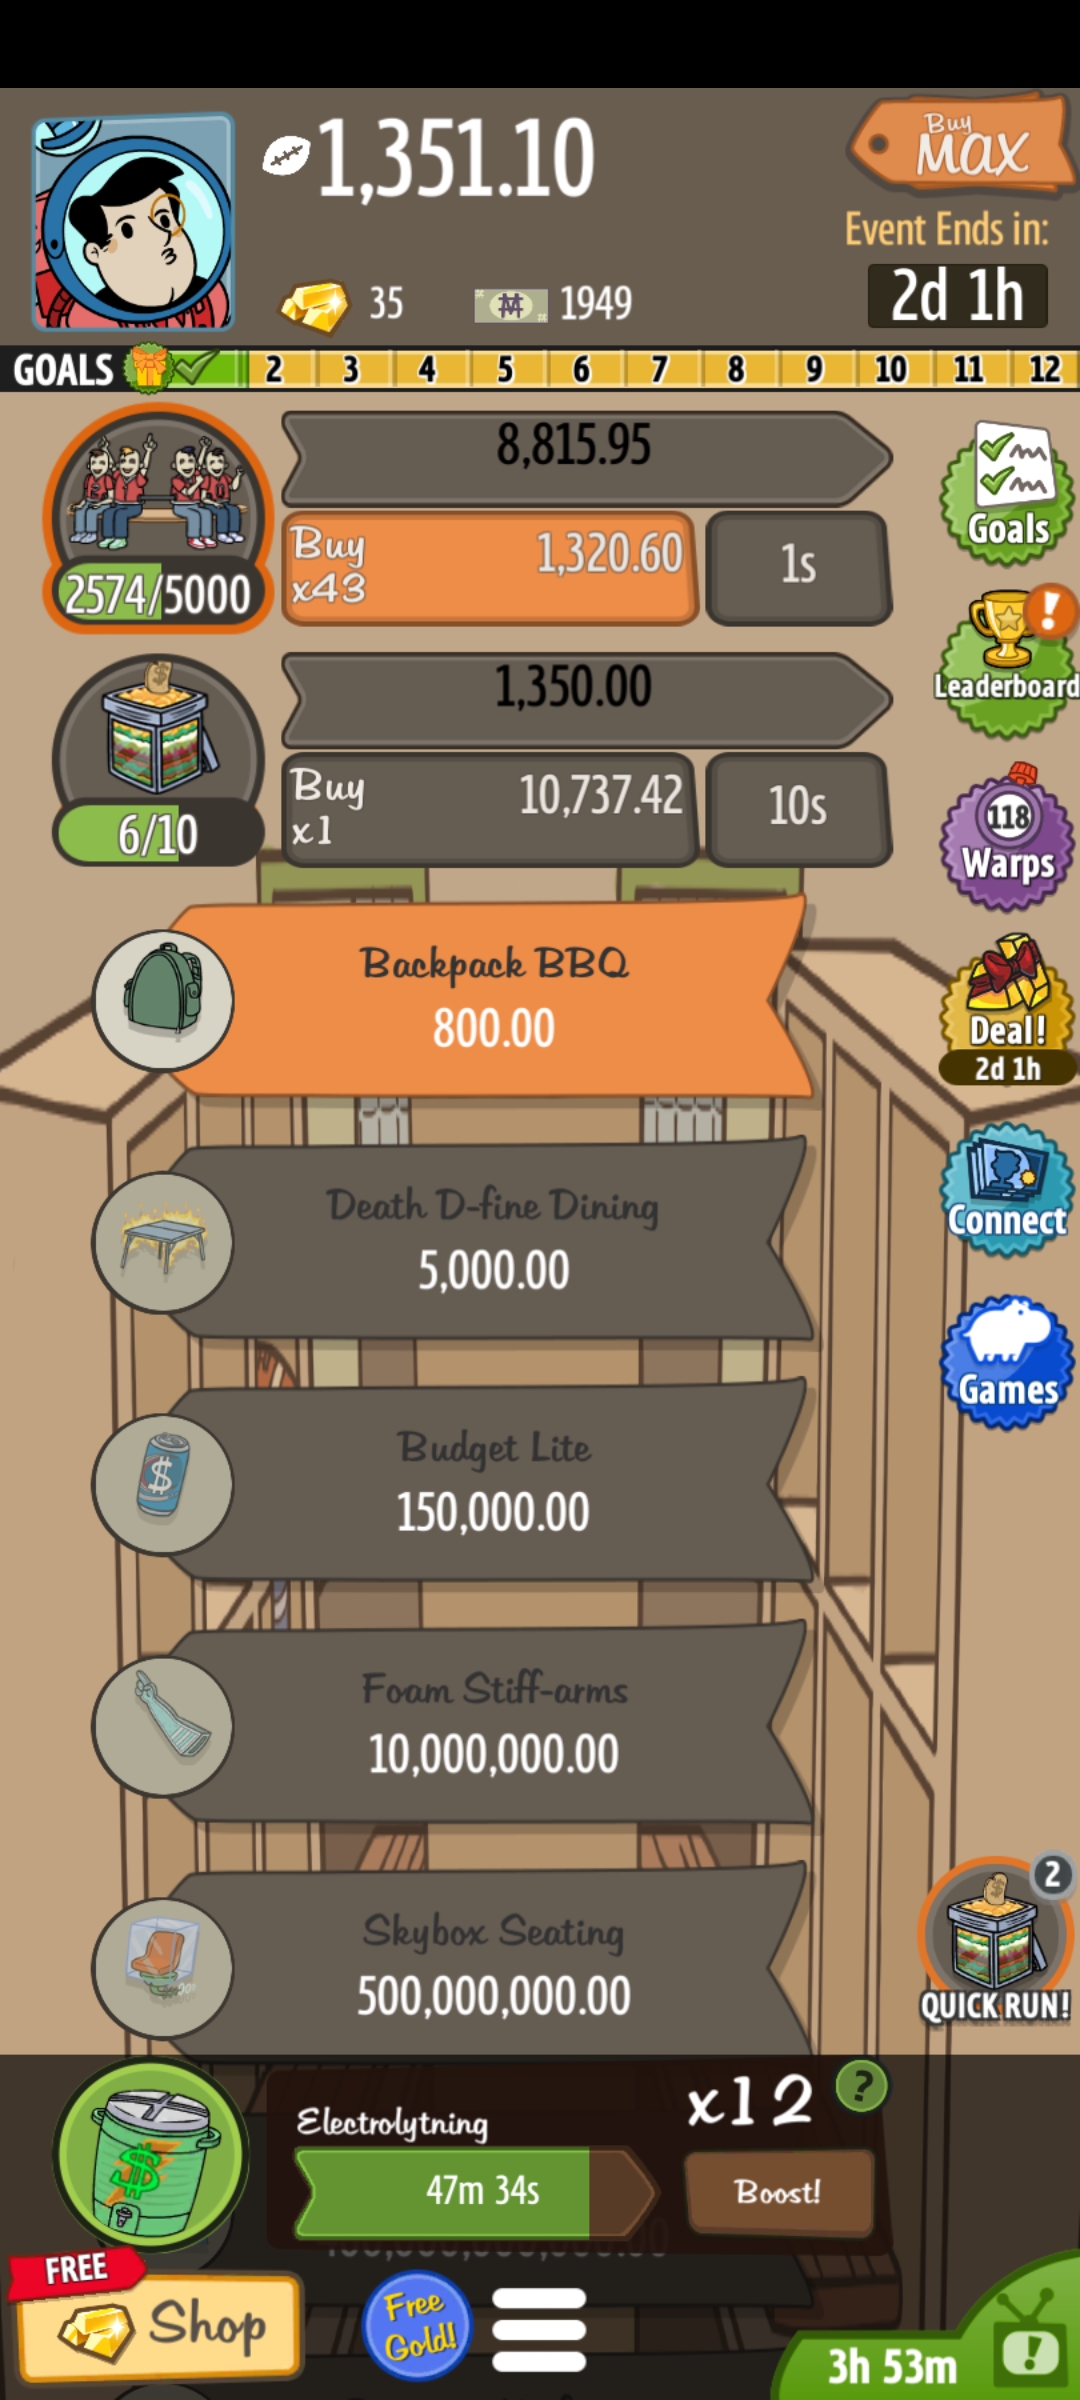 1,351.10
Buy
MAX
Event Ends in:
35
1949
2d 1h
GOALS 2 3 4 5 6 7 8 9 10 11 12
8,815.95
Buy
x43
1,320.60
1s
2574/5000
Goals
1,350.00
Leaderboard
Buy
x1
10,737.42
10s
6/10
118
Warps
Backpack BBQ
800.00
Deal!
2d 1h
Death D-fine Dining
5,000.00
Connect
Games
Budget Lite
150,000.00
Foam Stiff-arms
10,000,000.00
Skybox Seating
500,000,000.00
2
QUICK RUN!
Electrolytning
x12
?
47m 34s
Boost!
FREE
Shop
Free
Gold!
3h 53m